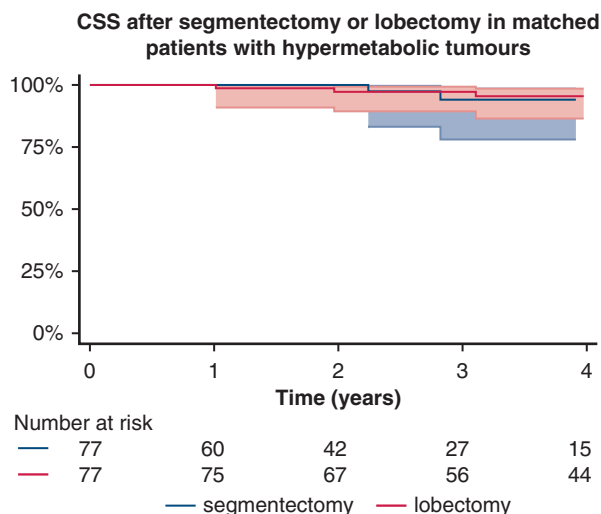 CSS after segmentectomy or lobectomy in matched
patients with hypermetabolic tumours
100%
75%
50%
25%
0%
0 1 2 3 4
Time (years)
Number at risk
77 60 42 27 15
77 75 67 56 44
segmentectomy lobectomy